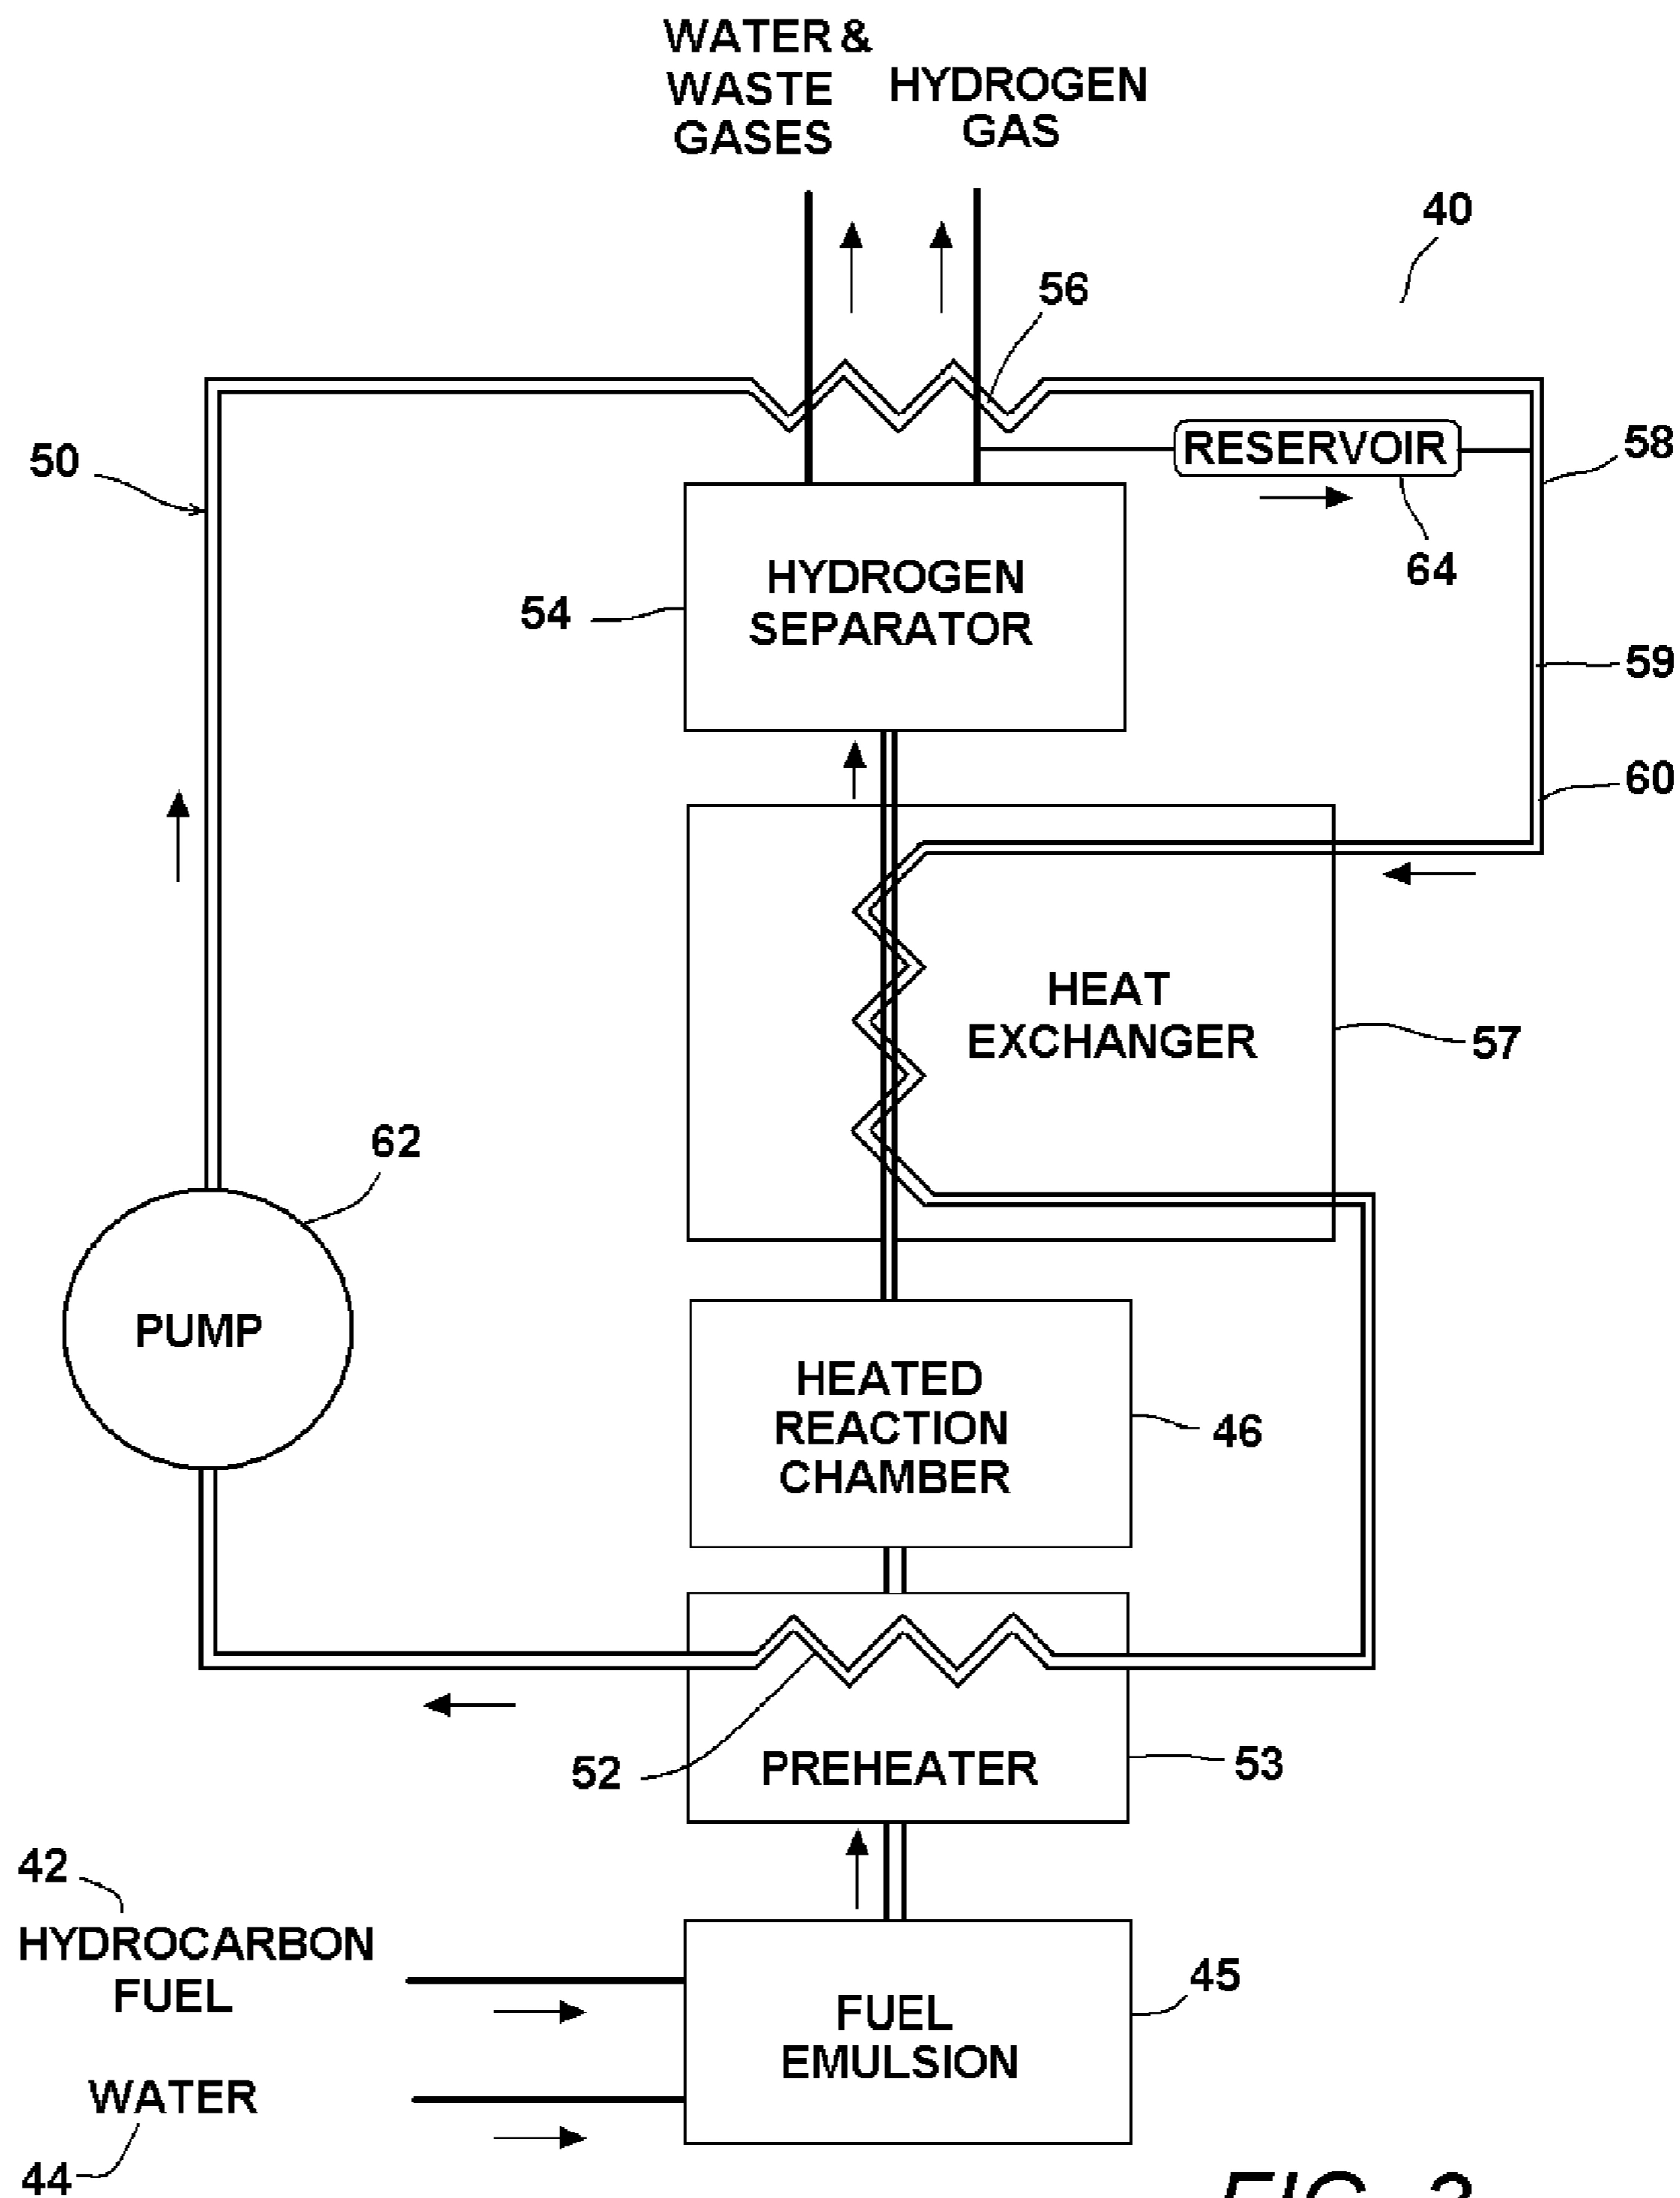 WATER &
WASTE
GASES
HYDROGEN
GAS
40
56
50
RESERVOIR
58
64
HYDROGEN
SEPARATOR
54
59
60
HEAT
EXCHANGER
57
62
PUMP
HEATED
REACTION
CHAMBER
46
52
PREHEATER
53
42
HYDROCARBON
FUEL
45
FUEL
EMULSION
WATER
44
FIG.